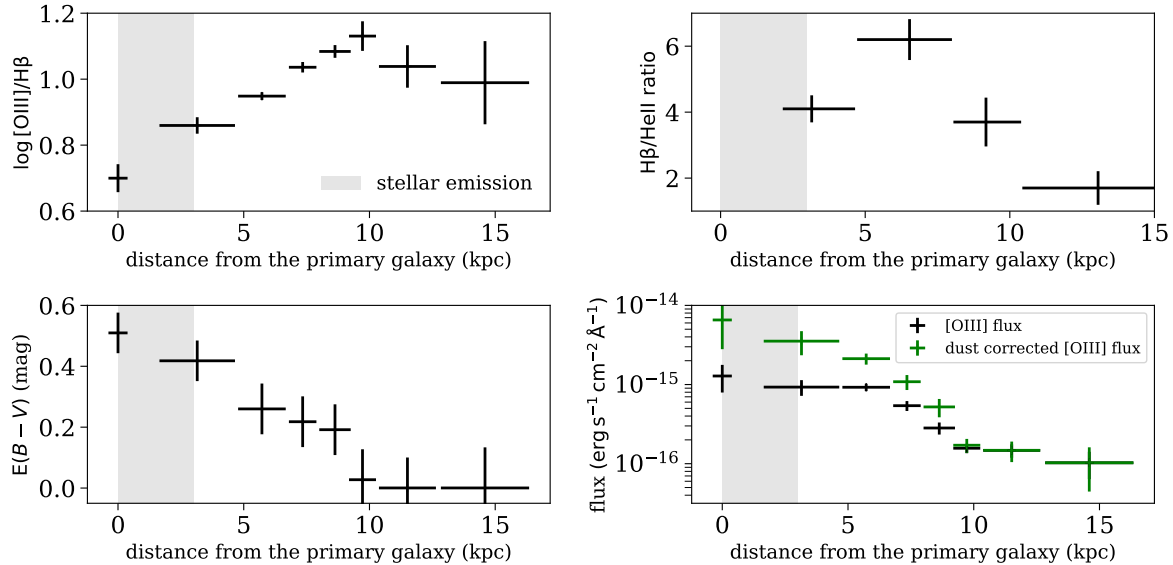 1.2
1.0
0.8
0.6
log [OIII]/Hβ
stellar emission
0 5 10 15
distance from the primary galaxy (kpc)
6
4
2
Hβ/HeII ratio
0 5 10 15
distance from the primary galaxy (kpc)
0.6
0.4
0.2
0.0
E(B − V) (mag)
0 5 10 15
distance from the primary galaxy (kpc)
10⁻¹⁴
10⁻¹⁵
10⁻¹⁶
flux (erg s⁻¹ cm⁻² Å⁻¹)
[OIII] flux
dust corrected [OIII] flux
0 5 10 15
distance from the primary galaxy (kpc)